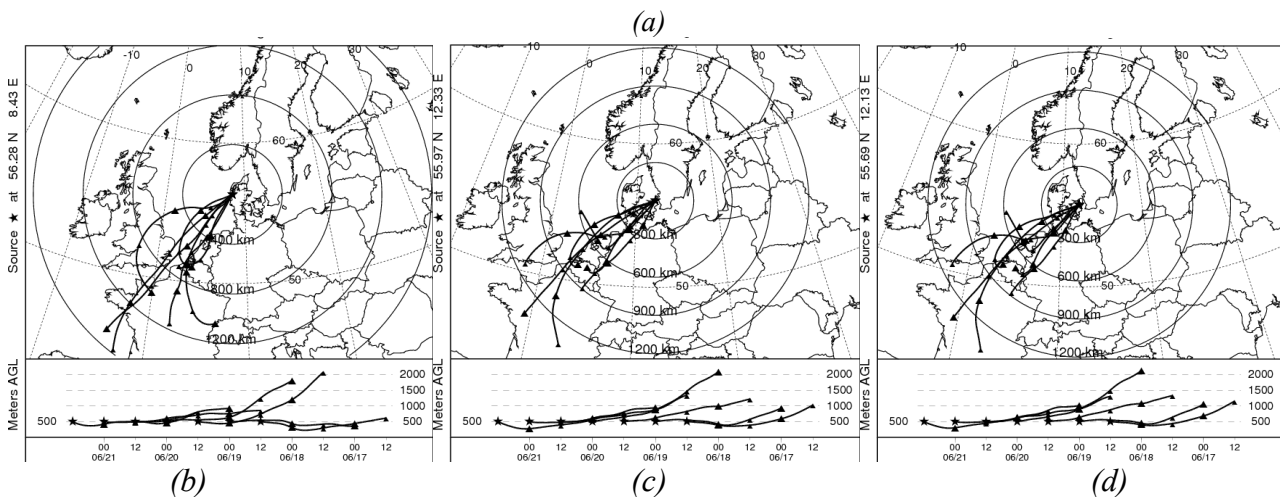 (a)
Source ★ at 56.28 N 8.43 E
-10
0
10
20
30
60
50
400 km
800 km
1200 km
Meters AGL
500
2000
1500
1000
500
00 12 00 12 00 12 00 12 00 12
06/21 06/20 06/19 06/18 06/17
(b)
Source ★ at 55.97 N 12.33 E
-10
0
10
20
30
60
50
600 km
900 km
1200 km
Meters AGL
500
2000
1500
1000
500
00 12 00 12 00 12 00 12 00 12
06/21 06/20 06/19 06/18 06/17
(c)
Source ★ at 55.69 N 12.13 E
-10
0
10
20
30
60
50
300 km
600 km
900 km
1200 km
Meters AGL
500
2000
1500
1000
500
00 12 00 12 00 12 00 12 00 12
06/21 06/20 06/19 06/18 06/17
(d)